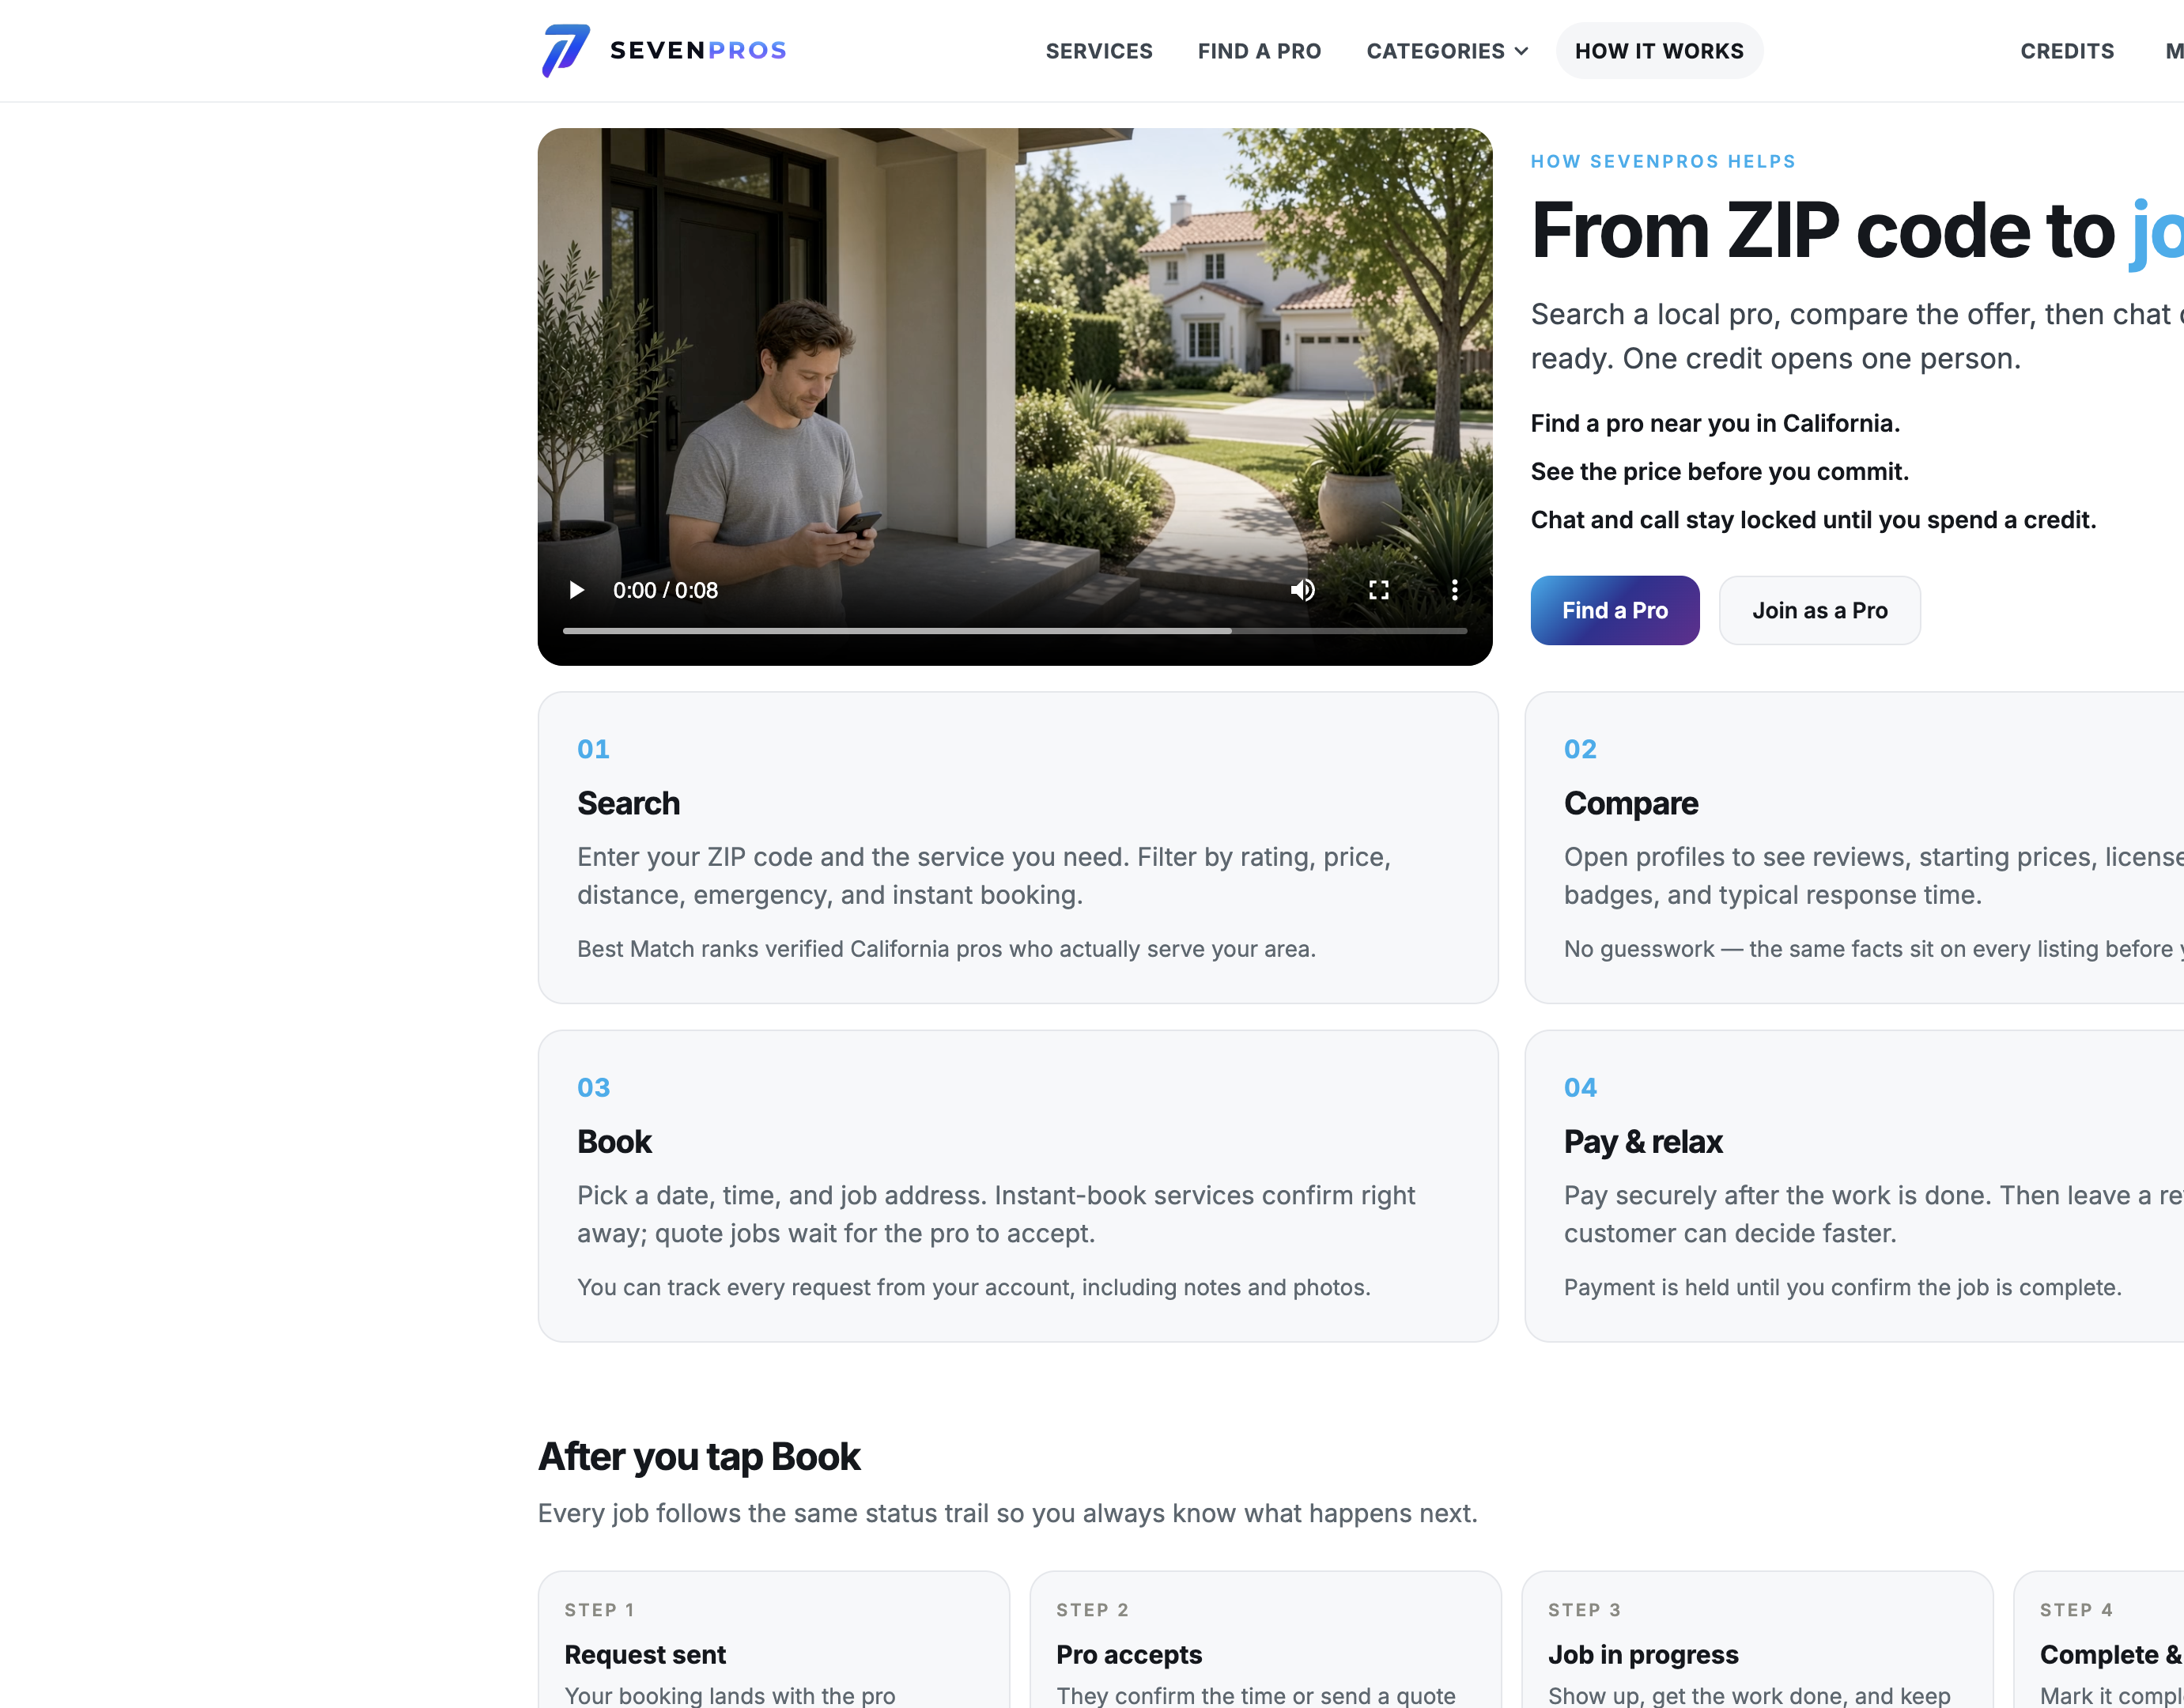 SEVENPROS
SERVICES
FIND A PRO
CATEGORIES
HOW IT WORKS
CREDITS
0:00 / 0:08
HOW SEVENPROS HELPS
From ZIP code to
Search a local pro, compare the offer, then chat
ready. One credit opens one person.
Find a pro near you in California.
See the price before you commit.
Chat and call stay locked until you spend a credit.
Find a Pro
Join as a Pro
01
Search
Enter your ZIP code and the service you need. Filter by rating, price,
distance, emergency, and instant booking.
Best Match ranks verified California pros who actually serve your area.
02
Compare
Open profiles to see reviews, starting prices, license
badges, and typical response time.
No guesswork — the same facts sit on every listing before
03
Book
Pick a date, time, and job address. Instant-book services confirm right
away; quote jobs wait for the pro to accept.
You can track every request from your account, including notes and photos.
04
Pay & relax
Pay securely after the work is done. Then leave a
customer can decide faster.
Payment is held until you confirm the job is complete.
After you tap Book
Every job follows the same status trail so you always know what happens next.
STEP 1
Request sent
Your booking lands with the pro
STEP 2
Pro accepts
They confirm the time or send a quote
STEP 3
Job in progress
Show up, get the work done, and keep
STEP 4
Complete &
Mark it